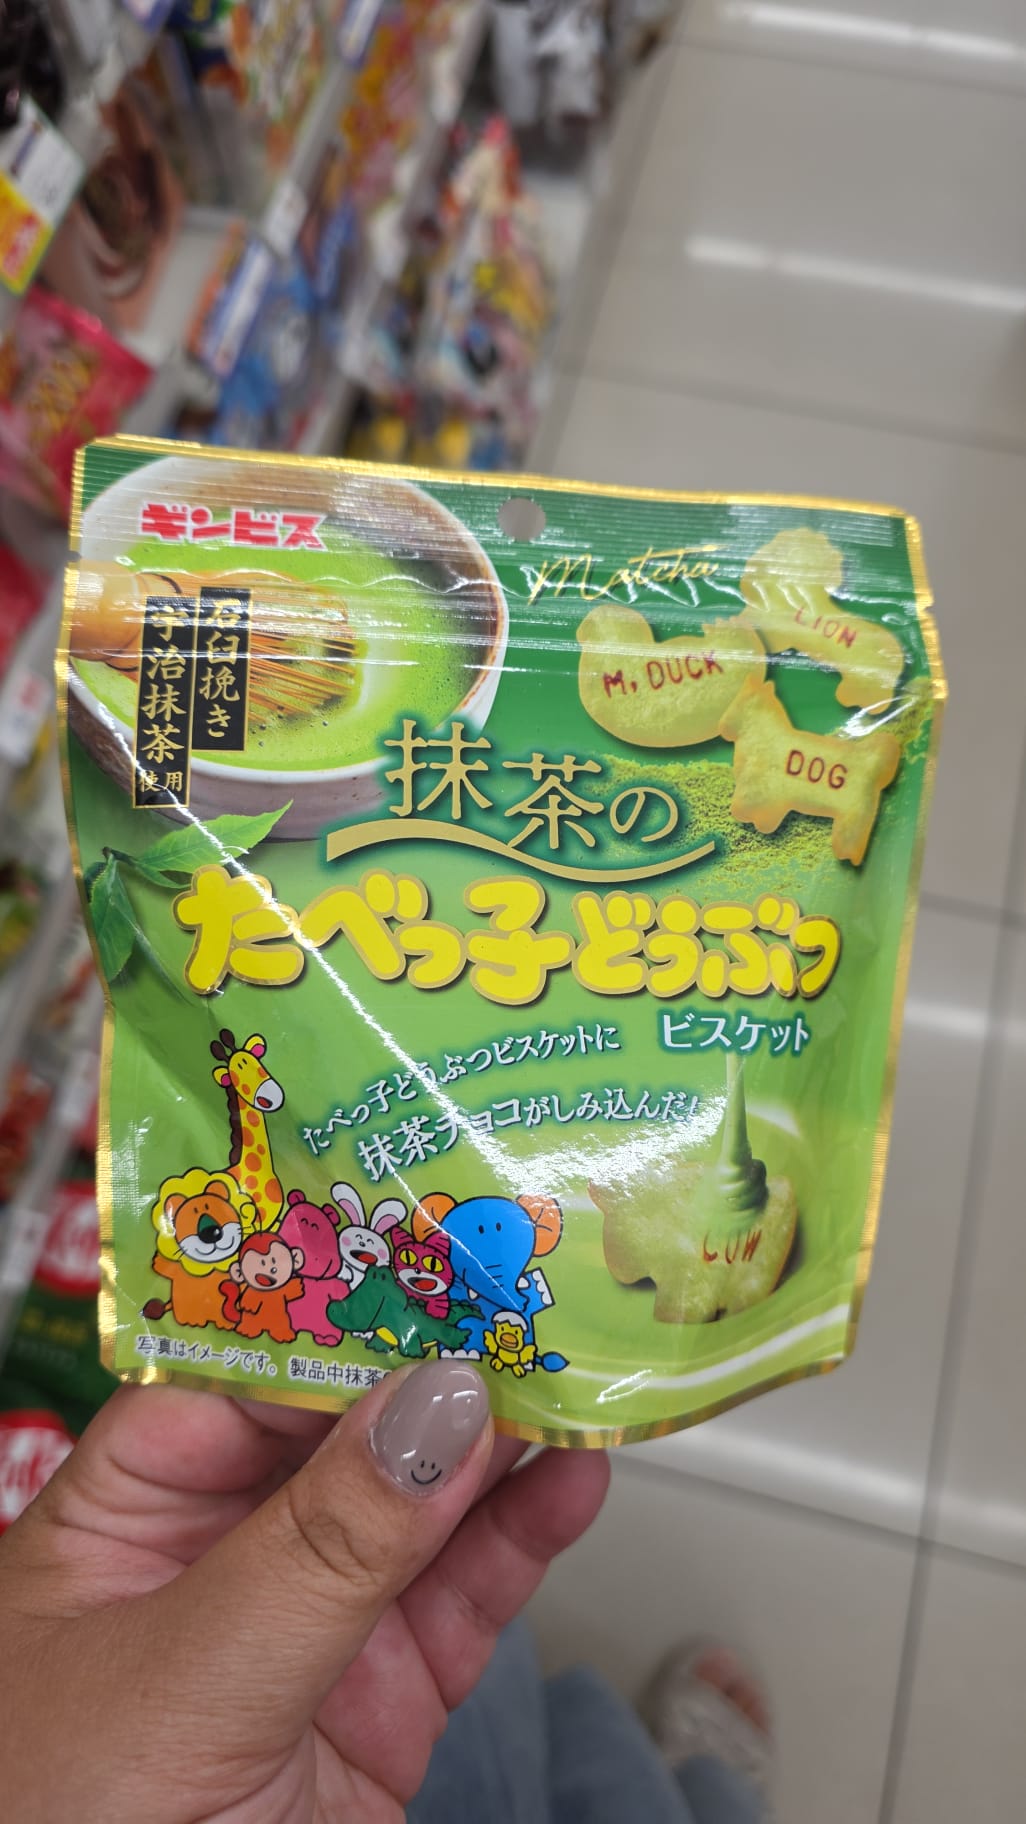 ギンビス
Matcha
石臼挽き
宇治抹茶
使用
LION
M. DUCK
DOG
抹茶の
たべっ子どうぶつ
ビスケット
たべっ子どうぶつビスケットに
抹茶チョコがしみ込んだ!
COW
写真はイメージです。 製品中抹茶